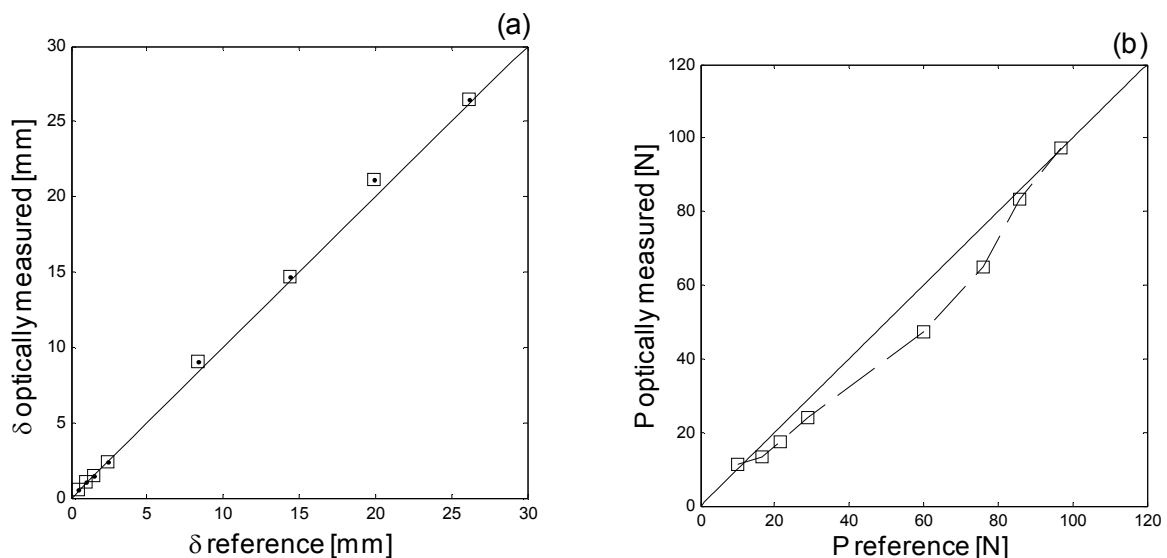 (a)
30
25
20
15
10
5
0
0 5 10 15 20 25 30
δ optically measured [mm]
δ reference [mm]
(b)
120
100
80
60
40
20
0
0 20 40 60 80 100 120
P optically measured [N]
P reference [N]